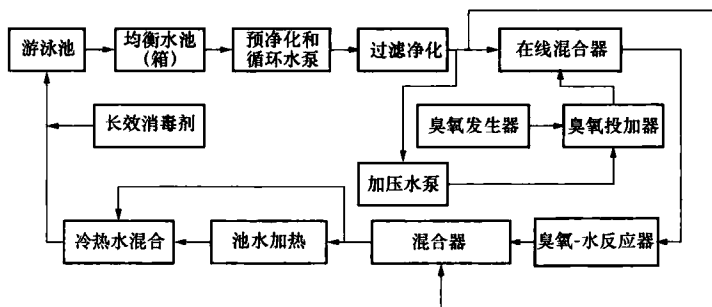 游泳池
均衡水池
(箱)
预净化和
循环水泵
过滤净化
在线混合器
长效消毒剂
臭氧发生器
臭氧投加器
加压水泵
冷热水混合
池水加热
混合器
臭氧-水反应器